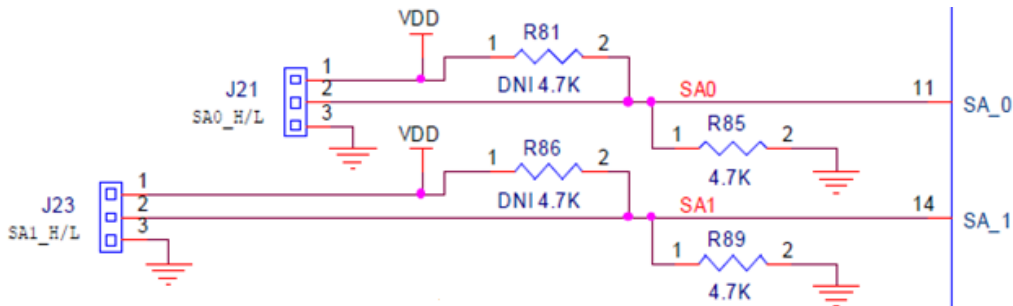 VDD
R81
1 2
1
J21
2
DNI 4.7K
SA0
11
SA_0
SA0_H/L
3
VDD
R85
1 2
R86
1 2
4.7K
1
J23
2
DNI 4.7K
SA1
14
SA_1
SA1_H/L
3
R89
1 2
4.7K